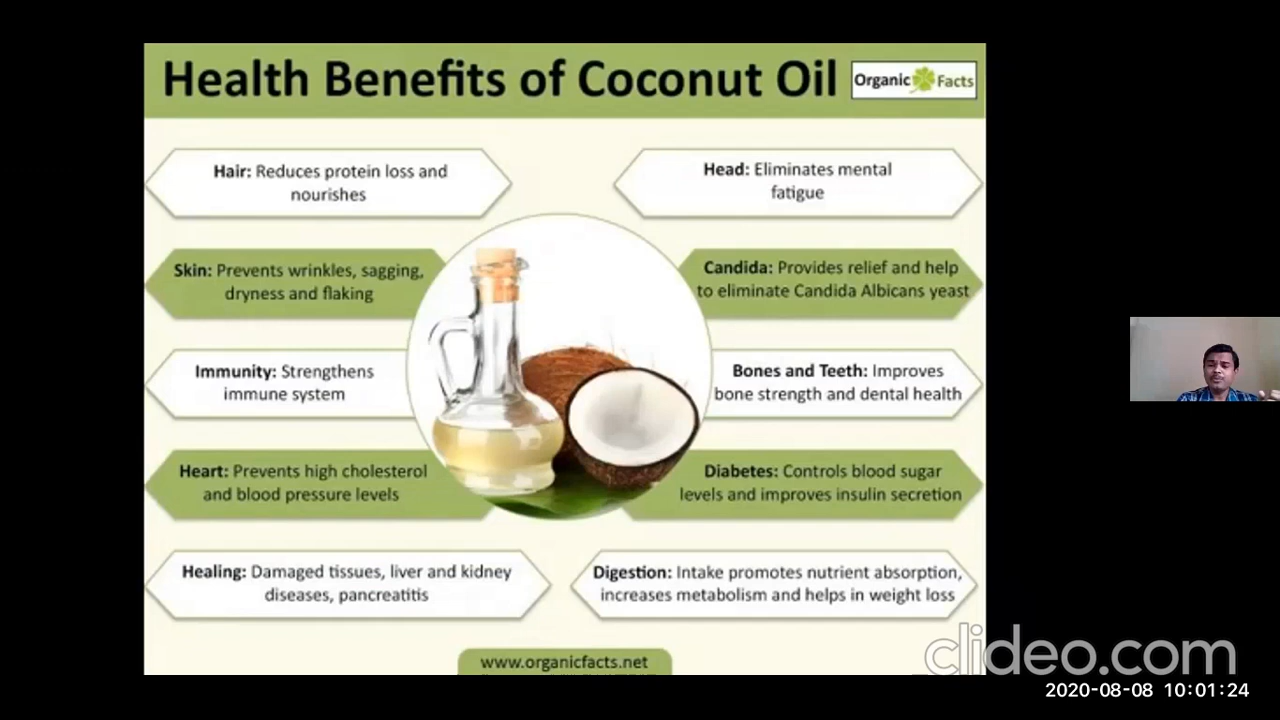 Health Benefits of Coconut Oil
Organic Facts
Hair: Reduces protein loss and
nourishes
Head: Eliminates mental
fatigue
Skin: Prevents wrinkles, sagging,
dryness and flaking
Candida: Provides relief and help
to eliminate Candida Albicans yeast
Immunity: Strengthens
immune system
Bones and Teeth: Improves
bone strength and dental health
Heart: Prevents high cholesterol
and blood pressure levels
Diabetes: Controls blood sugar
levels and improves insulin secretion
Healing: Damaged tissues, liver and kidney
diseases, pancreatitis
Digestion: Intake promotes nutrient absorption,
increases metabolism and helps in weight loss
www.organicfacts.net
clideo.com
2020-08-08 10:01:24